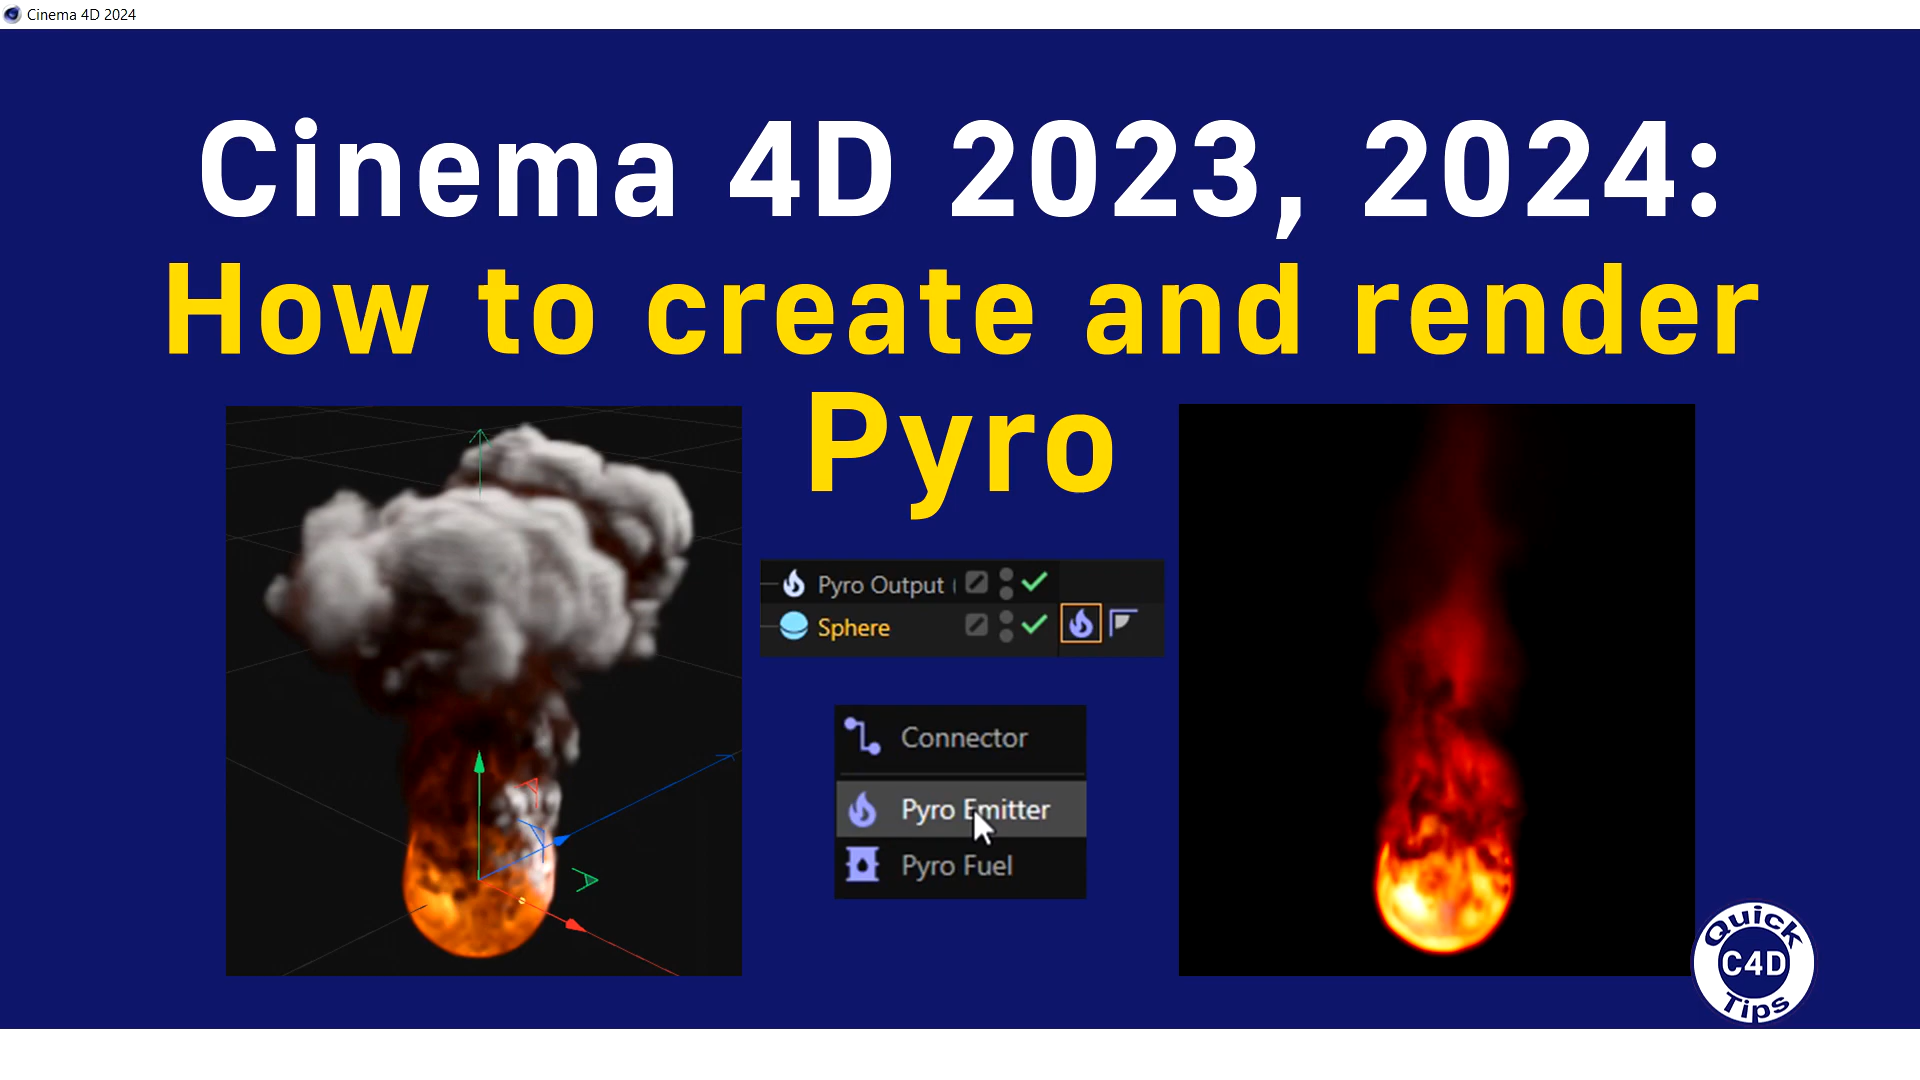 Cinema 4D 2024
Cinema 4D 2023, 2024:
How to create and render
Pyro
Pyro Output
Sphere
Connector
Pyro Emitter
Pyro Fuel
Quick
C4D
Tips